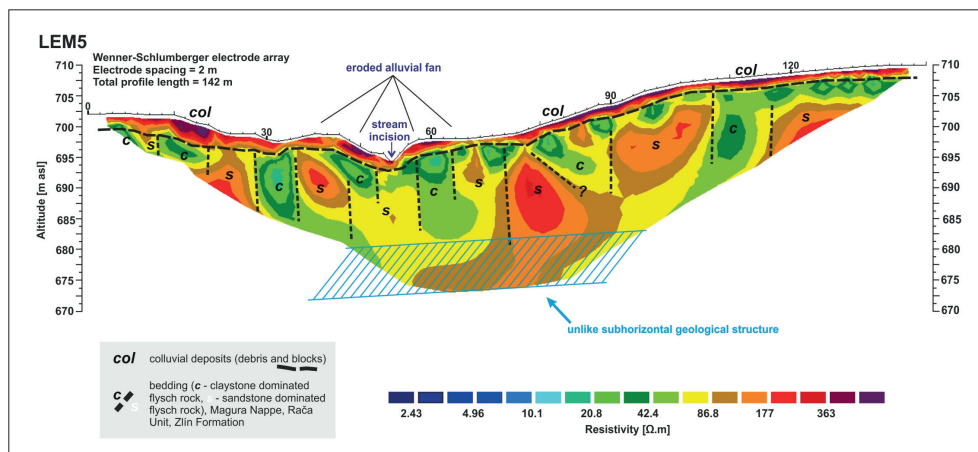 LEM5
Wenner-Schlumberger electrode array
Electrode spacing = 2 m
Total profile length = 142 m
eroded alluvial fan
stream
incision
col
col
col
0
30
60
90
120
Altitude [m asl]
710
705
700
695
690
685
680
675
670
710
705
700
695
690
685
680
675
670
c
s
c
s
c
s
c
s
c
s
s
c
?
s
c
s
unlike subhorizontal geological structure
col colluvial deposits (debris and blocks)
c s bedding (c - claystone dominated
flysch rock, s - sandstone dominated
flysch rock), Magura Nappe, Rača
Unit, Zlín Formation
2.43 4.96 10.1 20.8 42.4 86.8 177 363
Resistivity [Ω.m]